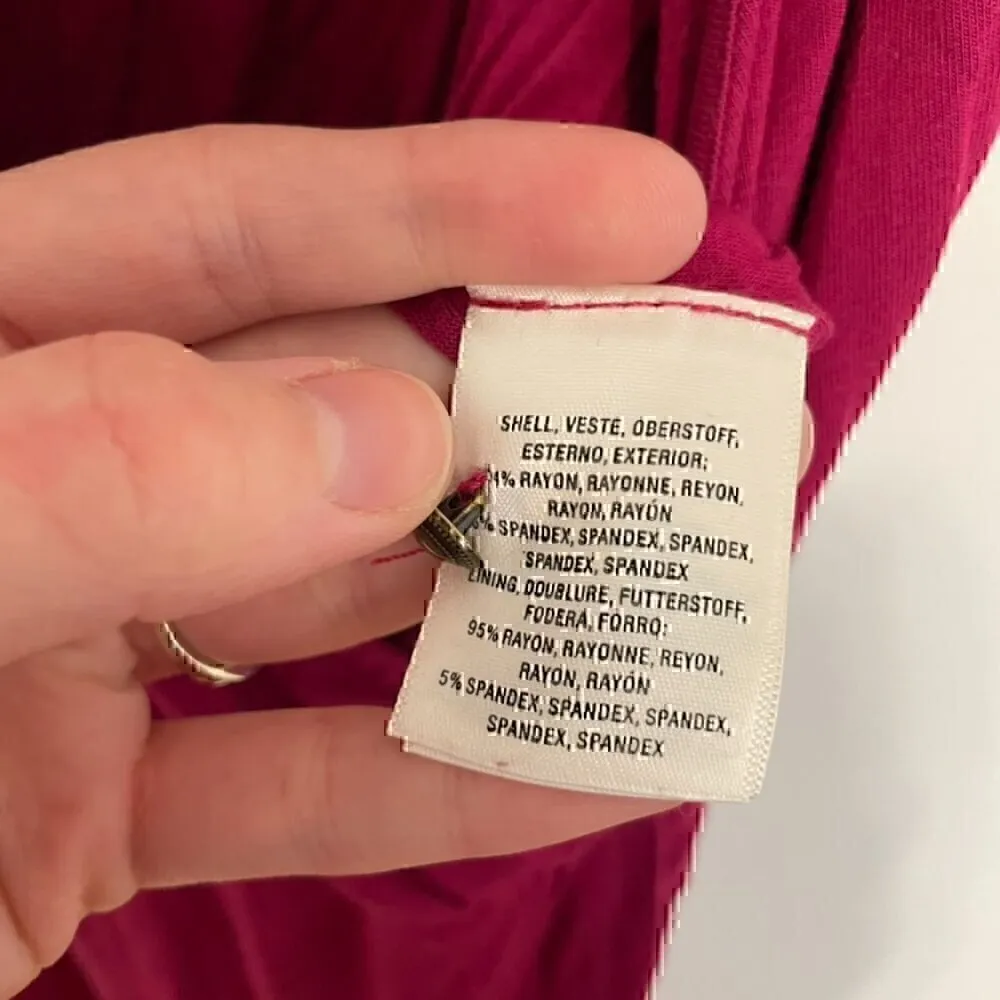 SHELL, VESTE, OBERSTOFF,
ESTERNO, EXTERIOR:
4% RAYON, RAYONNE, REYON,
RAYON, RAYÓN
% SPANDEX, SPANDEX, SPANDEX,
SPANDEX, SPANDEX
LINING, DOUBLURE, FUTTERSTOFF,
FODERA, FORRO:
95% RAYON, RAYONNE, REYON,
RAYON, RAYÓN
5% SPANDEX, SPANDEX, SPANDEX,
SPANDEX, SPANDEX